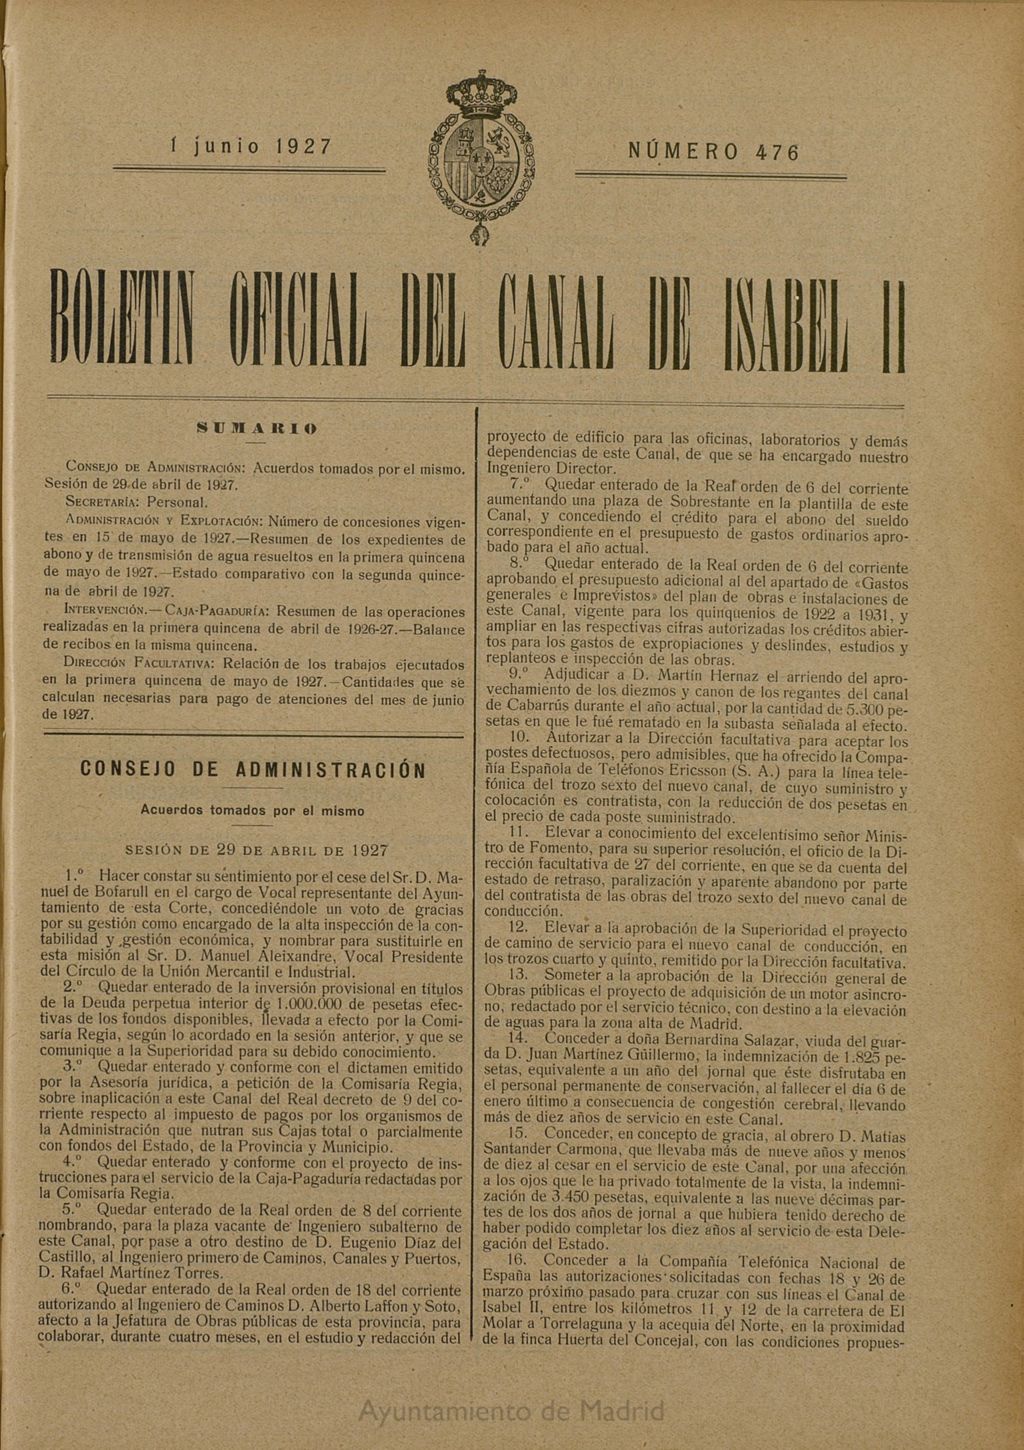 1 junio 1927
NÚMERO 476
BOLETIN OFICIAL DEL CANAL DE ISABEL II
SUMARIO
CONSEJO DE ADMINISTRACIÓN: Acuerdos tomados por el mismo.
Sesión de 29 de abril de 1927.
SECRETARÍA: Personal.
ADMINISTRACIÓN Y EXPLOTACIÓN: Número de concesiones vigen-
tes en 15 de mayo de 1927.—Resumen de los expedientes de
abono y de transmisión de agua resueltos en la primera quincena
de mayo de 1927.—Estado comparativo con la segunda quince-
na de abril de 1927.
INTERVENCIÓN.—CAJA-PAGADURÍA: Resumen de las operaciones
realizadas en la primera quincena de abril de 1926-27.—Balance
de recibos en la misma quincena.
DIRECCIÓN FACULTATIVA: Relación de los trabajos ejecutados
en la primera quincena de mayo de 1927.—Cantidades que se
calculan necesarias para pago de atenciones del mes de junio
de 1927.
CONSEJO DE ADMINISTRACIÓN
Acuerdos tomados por el mismo
SESIÓN DE 29 DE ABRIL DE 1927
1.º Hacer constar su sentimiento por el cese del Sr. D. Ma-
nuel de Bofarull en el cargo de Vocal representante del Ayun-
tamiento de esta Corte, concediéndole un voto de gracias
por su gestión como encargado de la alta inspección de la con-
tabilidad y gestión económica, y nombrar para sustituirle en
esta misión al Sr. D. Manuel Aleixandre, Vocal Presidente
del Círculo de la Unión Mercantil e Industrial.
2.º Quedar enterado de la inversión provisional en títulos
de la Deuda perpetua interior de 1.000.000 de pesetas efec-
tivas de los fondos disponibles, llevada a efecto por la Comi-
saría Regia, según lo acordado en la sesión anterior, y que se
comunique a la Superioridad para su debido conocimiento.
3.º Quedar enterado y conforme con el dictamen emitido
por la Asesoría jurídica, a petición de la Comisaría Regia,
sobre inaplicación a este Canal del Real decreto de 9 del co-
rriente respecto al impuesto de pagos por los organismos de
la Administración que nutran sus Cajas total o parcialmente
con fondos del Estado, de la Provincia y Municipio.
4.º Quedar enterado y conforme con el proyecto de ins-
trucciones para el servicio de la Caja-Pagaduría redactadas por
la Comisaría Regia.
5.º Quedar enterado de la Real orden de 8 del corriente
nombrando, para la plaza vacante de Ingeniero subalterno de
este Canal, por pase a otro destino de D. Eugenio Díaz del
Castillo, al Ingeniero primero de Caminos, Canales y Puertos,
D. Rafael Martínez Torres.
6.º Quedar enterado de la Real orden de 18 del corriente
autorizando al Ingeniero de Caminos D. Alberto Laffon y Soto,
afecto a la Jefatura de Obras públicas de esta provincia, para
colaborar, durante cuatro meses, en el estudio y redacción del
proyecto de edificio para las oficinas, laboratorios y demás
dependencias de este Canal, de que se ha encargado nuestro
Ingeniero Director.
7.º Quedar enterado de la Real orden de 6 del corriente
aumentando una plaza de Sobrestante en la plantilla de este
Canal, y concediendo el crédito para el abono del sueldo
correspondiente en el presupuesto de gastos ordinarios apro-
bado para el año actual.
8.º Quedar enterado de la Real orden de 6 del corriente
aprobando el presupuesto adicional al del apartado de «Gastos
generales e Imprevistos» del plan de obras e instalaciones de
este Canal, vigente para los quinquenios de 1922 a 1931, y
ampliar en las respectivas cifras autorizadas los créditos abier-
tos para los gastos de expropiaciones y deslindes, estudios y
replanteos e inspección de las obras.
9.º Adjudicar a D. Martín Hernaz el arriendo del apro-
vechamiento de los diezmos y canon de los regantes del canal
de Cabarrús durante el año actual, por la cantidad de 5.300 pe-
setas en que le fué rematado en la subasta señalada al efecto.
10. Autorizar a la Dirección facultativa para aceptar los
postes defectuosos, pero admisibles, que ha ofrecido la Compa-
ñía Española de Teléfonos Ericsson (S. A.) para la línea tele-
fónica del trozo sexto del nuevo canal, de cuyo suministro y
colocación es contratista, con la reducción de dos pesetas en
el precio de cada poste suministrado.
11. Elevar a conocimiento del excelentísimo señor Minis-
tro de Fomento, para su superior resolución, el oficio de la Di-
rección facultativa de 27 del corriente, en que se da cuenta del
estado de retraso, paralización y aparente abandono por parte
del contratista de las obras del trozo sexto del nuevo canal de
conducción.
12. Elevar a la aprobación de la Superioridad el proyecto
de camino de servicio para el nuevo canal de conducción, en
los trozos cuarto y quinto, remitido por la Dirección facultativa.
13. Someter a la aprobación de la Dirección general de
Obras públicas el proyecto de adquisición de un motor asincro-
no, redactado por el servicio técnico, con destino a la elevación
de aguas para la zona alta de Madrid.
14. Conceder a doña Bernardina Salazar, viuda del guar-
da D. Juan Martínez Güillermo, la indemnización de 1.825 pe-
setas, equivalente a un año del jornal que éste disfrutaba en
el personal permanente de conservación, al fallecer el día 6 de
enero último a consecuencia de congestión cerebral, llevando
más de diez años de servicio en este Canal.
15. Conceder, en concepto de gracia, al obrero D. Matías
Santander Carmona, que llevaba más de nueve años y menos
de diez al cesar en el servicio de este Canal, por una afección
a los ojos que le ha privado totalmente de la vista, la indemni-
zación de 3.450 pesetas, equivalente a las nueve décimas par-
tes de los dos años de jornal a que hubiera tenido derecho de
haber podido completar los diez años al servicio de esta Dele-
gación del Estado.
16. Conceder a la Compañía Telefónica Nacional de
España las autorizaciones solicitadas con fechas 18 y 26 de
marzo próximo pasado para cruzar con sus líneas el Canal de
Isabel II, entre los kilómetros 11 y 12 de la carretera de El
Molar a Torrelaguna y la acequia del Norte, en la proximidad
de la finca Huerta del Concejal, con las condiciones propues-
Ayuntamiento de Madrid